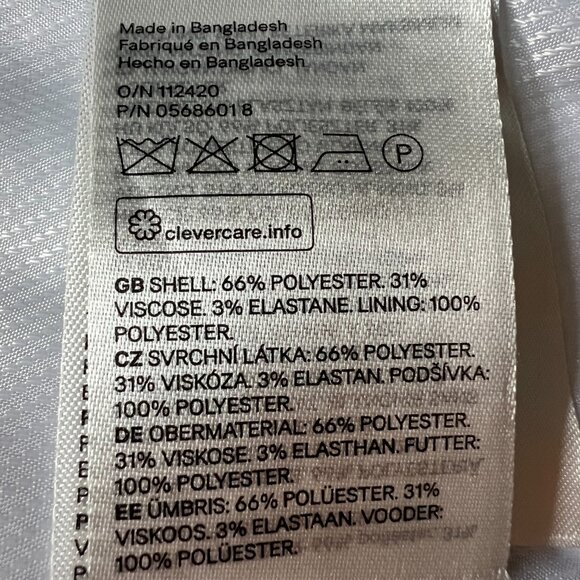 Made in Bangladesh
Fabriqué en Bangladesh
Hecho en Bangladesh
O/N 112420
P/N 0568601 8
P
clevercare.info
GB SHELL: 66% POLYESTER. 31%
VISCOSE. 3% ELASTANE. LINING: 100%
POLYESTER.
CZ SVRCHNÍ LÁTKA: 66% POLYESTER.
31% VISKÓZA. 3% ELASTAN. PODŠÍVKA:
100% POLYESTER.
DE OBERMATERIAL: 66% POLYESTER.
31% VISKOSE. 3% ELASTHAN. FUTTER:
100% POLYESTER.
EE ÜMBRIS: 66% POLÜESTER. 31%
VISKOOS. 3% ELASTAAN. VOODER:
100% POLÜESTER.